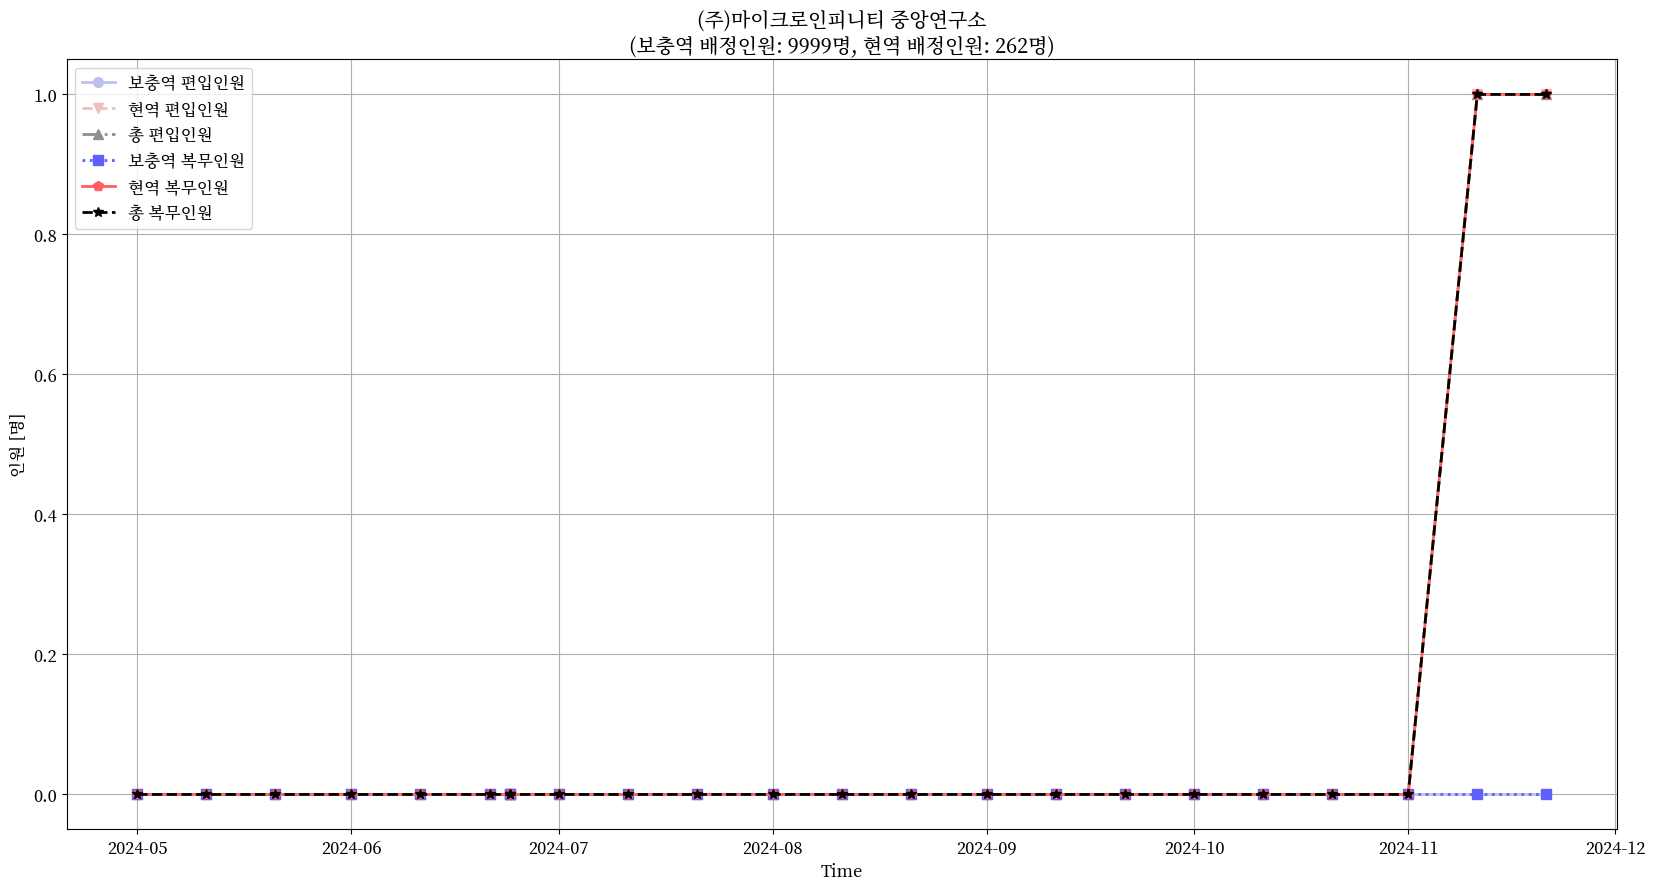 (주)마이크로인피니티 중앙연구소
(보충역 배정인원: 9999명, 현역 배정인원: 262명)
보충역 편입인원
현역 편입인원
총 편입인원
보충역 복무인원
현역 복무인원
총 복무인원
1.0
0.8
0.6
0.4
0.2
0.0
인원 [명]
2024-05 2024-06 2024-07 2024-08 2024-09 2024-10 2024-11 2024-12
Time